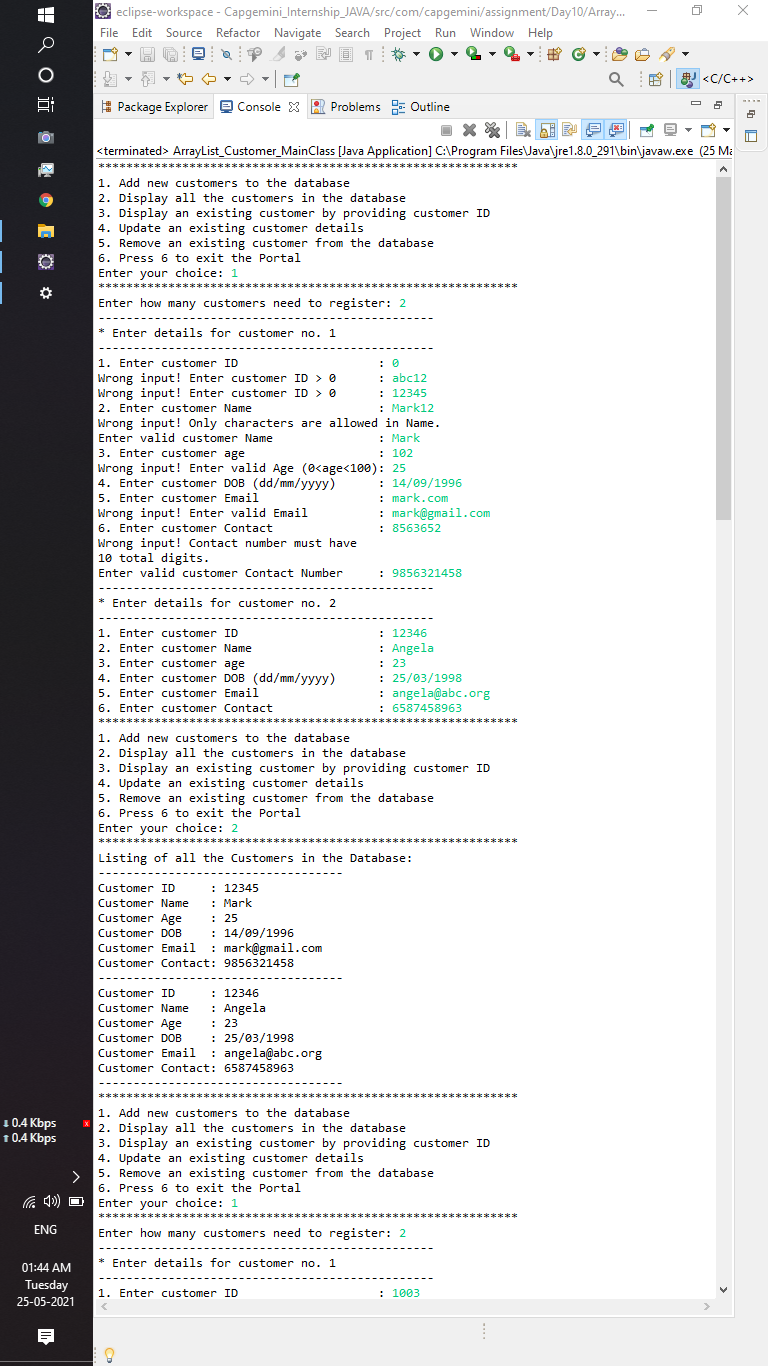 eclipse-workspace - Capgemini_Internship_JAVA/src/com/capgemini/assignment/Day10/Array...
File Edit Source Refactor Navigate Search Project Run Window Help
<C/C++>
Package Explorer Console Problems Outline
<terminated> ArrayList_Customer_MainClass [Java Application] C:\Program Files\Java\jre1.8.0_291\bin\javaw.exe (25 Ma
************************************************************
1. Add new customers to the database
2. Display all the customers in the database
3. Display an existing customer by providing customer ID
4. Update an existing customer details
5. Remove an existing customer from the database
6. Press 6 to exit the Portal
Enter your choice: 1
************************************************************
Enter how many customers need to register: 2
------------------------------------------------
* Enter details for customer no. 1
------------------------------------------------
1. Enter customer ID                    : 0
Wrong input! Enter customer ID > 0      : abc12
Wrong input! Enter customer ID > 0      : 12345
2. Enter customer Name                  : Mark12
Wrong input! Only characters are allowed in Name.
Enter valid customer Name               : Mark
3. Enter customer age                   : 102
Wrong input! Enter valid Age (0<age<100): 25
4. Enter customer DOB (dd/mm/yyyy)      : 14/09/1996
5. Enter customer Email                 : mark.com
Wrong input! Enter valid Email          : mark@gmail.com
6. Enter customer Contact               : 8563652
Wrong input! Contact number must have
10 total digits.
Enter valid customer Contact Number     : 9856321458
------------------------------------------------
* Enter details for customer no. 2
------------------------------------------------
1. Enter customer ID                    : 12346
2. Enter customer Name                  : Angela
3. Enter customer age                   : 23
4. Enter customer DOB (dd/mm/yyyy)      : 25/03/1998
5. Enter customer Email                 : angela@abc.org
6. Enter customer Contact               : 6587458963
************************************************************
1. Add new customers to the database
2. Display all the customers in the database
3. Display an existing customer by providing customer ID
4. Update an existing customer details
5. Remove an existing customer from the database
6. Press 6 to exit the Portal
Enter your choice: 2
************************************************************
Listing of all the Customers in the Database:
-----------------------------------
Customer ID     : 12345
Customer Name   : Mark
Customer Age    : 25
Customer DOB    : 14/09/1996
Customer Email  : mark@gmail.com
Customer Contact: 9856321458
-----------------------------------
Customer ID     : 12346
Customer Name   : Angela
Customer Age    : 23
Customer DOB    : 25/03/1998
Customer Email  : angela@abc.org
Customer Contact: 6587458963
-----------------------------------
************************************************************
1. Add new customers to the database
2. Display all the customers in the database
3. Display an existing customer by providing customer ID
4. Update an existing customer details
5. Remove an existing customer from the database
6. Press 6 to exit the Portal
Enter your choice: 1
************************************************************
Enter how many customers need to register: 2
------------------------------------------------
* Enter details for customer no. 1
------------------------------------------------
1. Enter customer ID                    : 1003
0.4 Kbps
0.4 Kbps
ENG
01:44 AM
Tuesday
25-05-2021